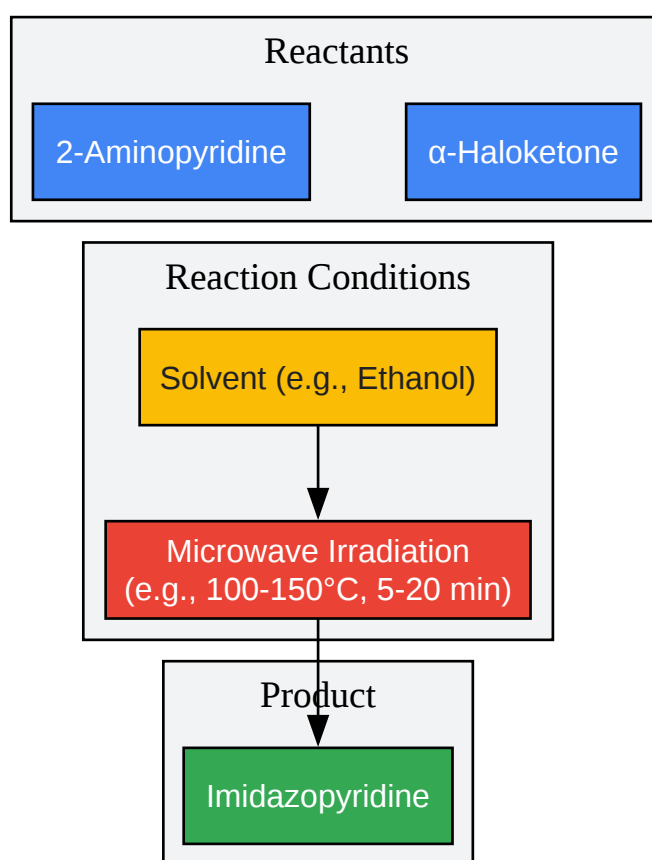 Reactants
2-Aminopyridine
α-Haloketone
Reaction Conditions
Solvent (e.g., Ethanol)
Microwave Irradiation
(e.g., 100-150°C, 5-20 min)
Product
Imidazopyridine